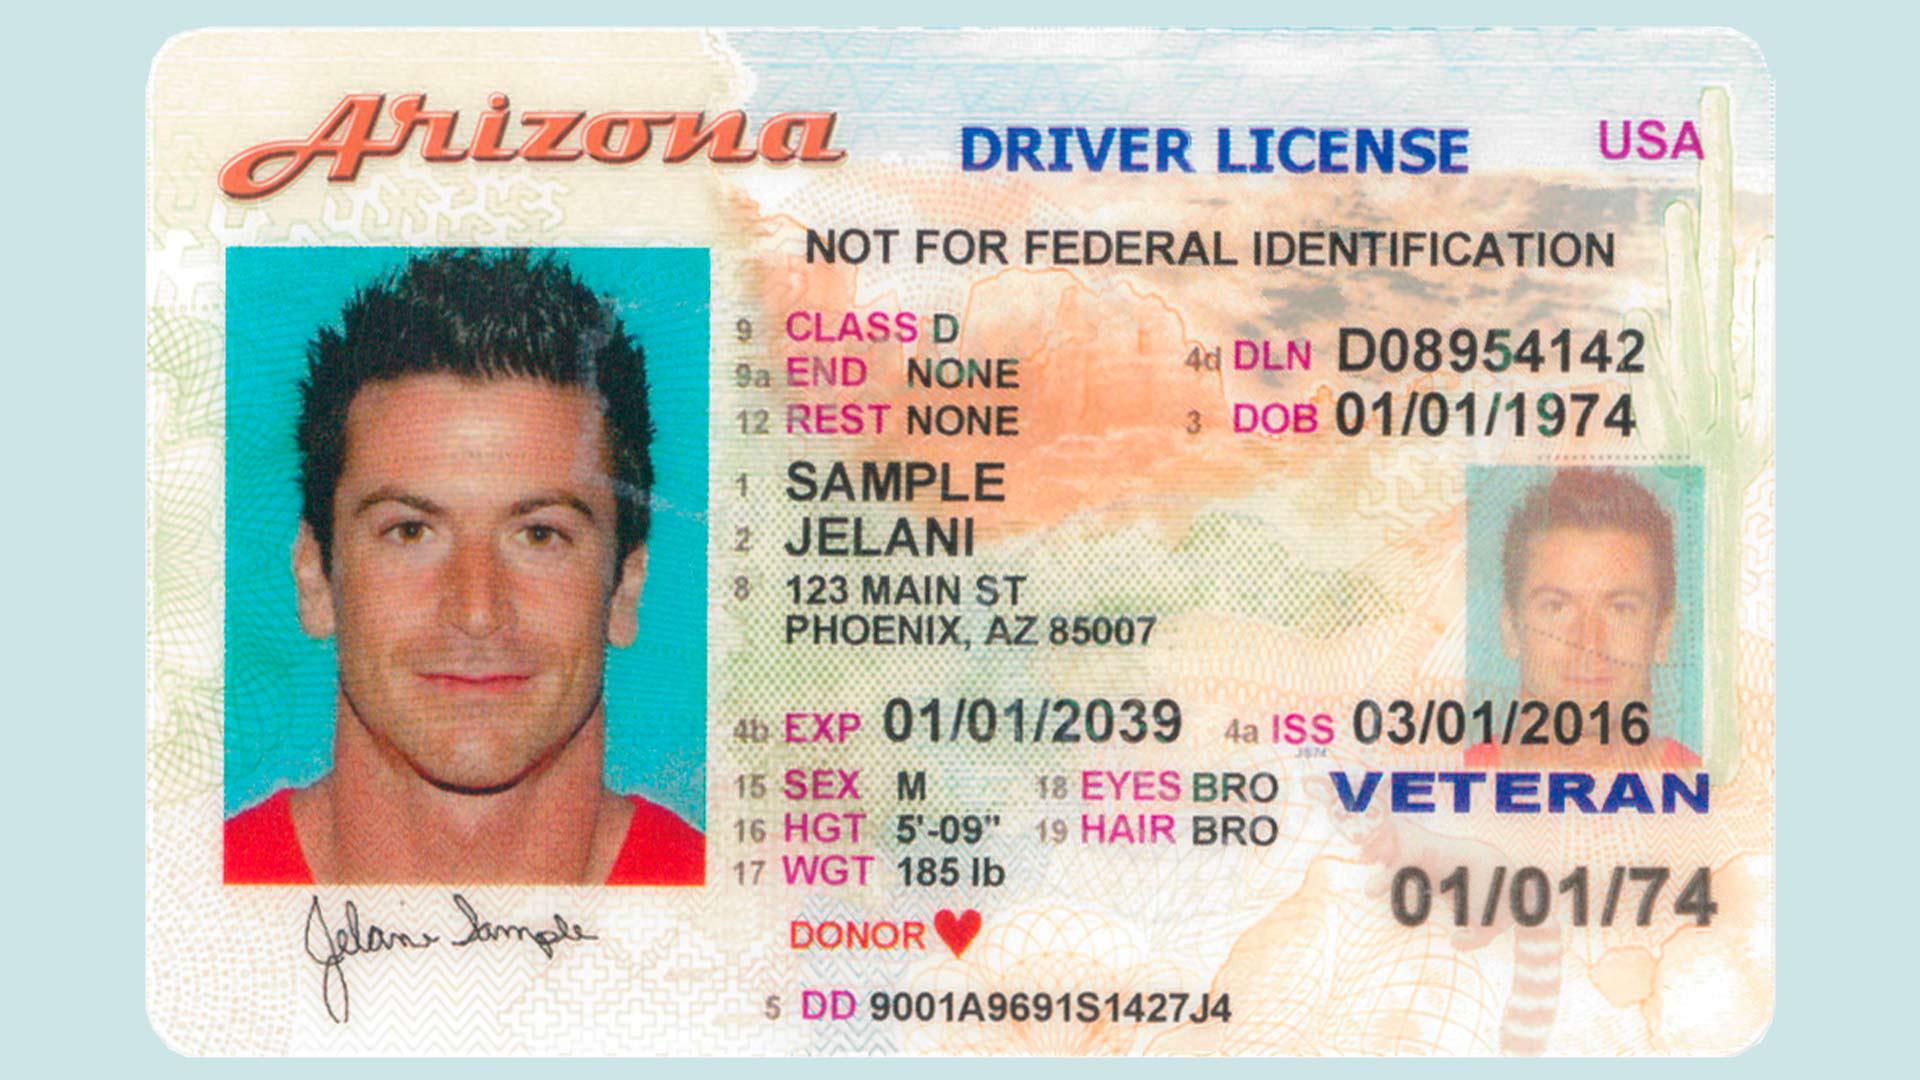 Arizona DRIVER LICENSE USA
NOT FOR FEDERAL IDENTIFICATION
9 CLASS D
9a END NONE
12 REST NONE
4d DLN D08954142
3 DOB 01/01/1974
1 SAMPLE
2 JELANI
8 123 MAIN ST
PHOENIX, AZ 85007
4b EXP 01/01/2039 4a ISS 03/01/2016
15 SEX M 18 EYES BRO
16 HGT 5'-09" 19 HAIR BRO
17 WGT 185 lb
VETERAN
01/01/74
DONOR
5 DD 9001A9691S1427J4
Jelani Sample